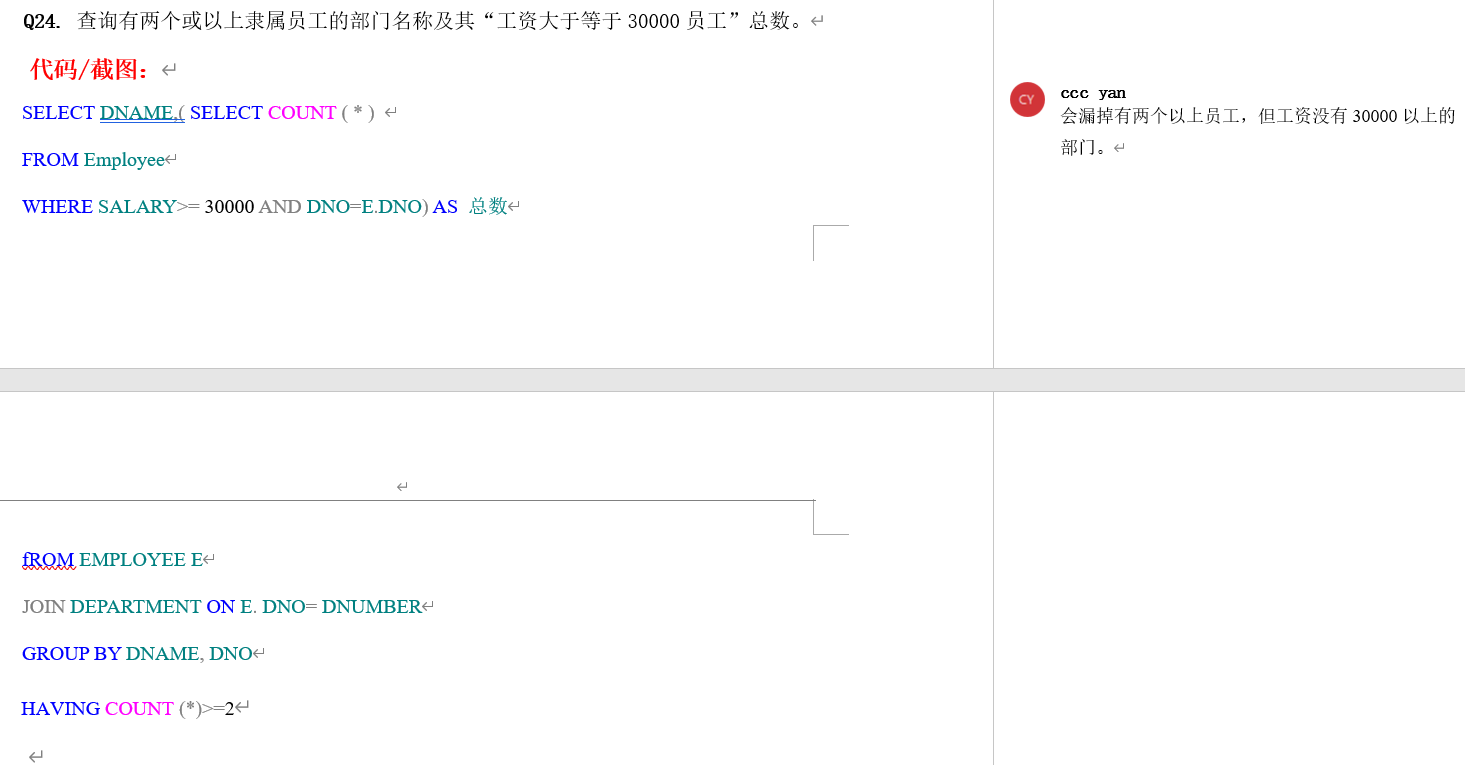 Q24. 查询有两个或以上隶属员工的部门名称及其“工资大于等于 30000 员工”总数。
代码/截图：
SELECT DNAME,( SELECT COUNT ( * )
FROM Employee
WHERE SALARY>= 30000 AND DNO=E.DNO) AS 总数
CY
ccc yan
会漏掉有两个以上员工，但工资没有 30000 以上的
部门。
fROM EMPLOYEE E
JOIN DEPARTMENT ON E. DNO= DNUMBER
GROUP BY DNAME, DNO
HAVING COUNT (*)>=2